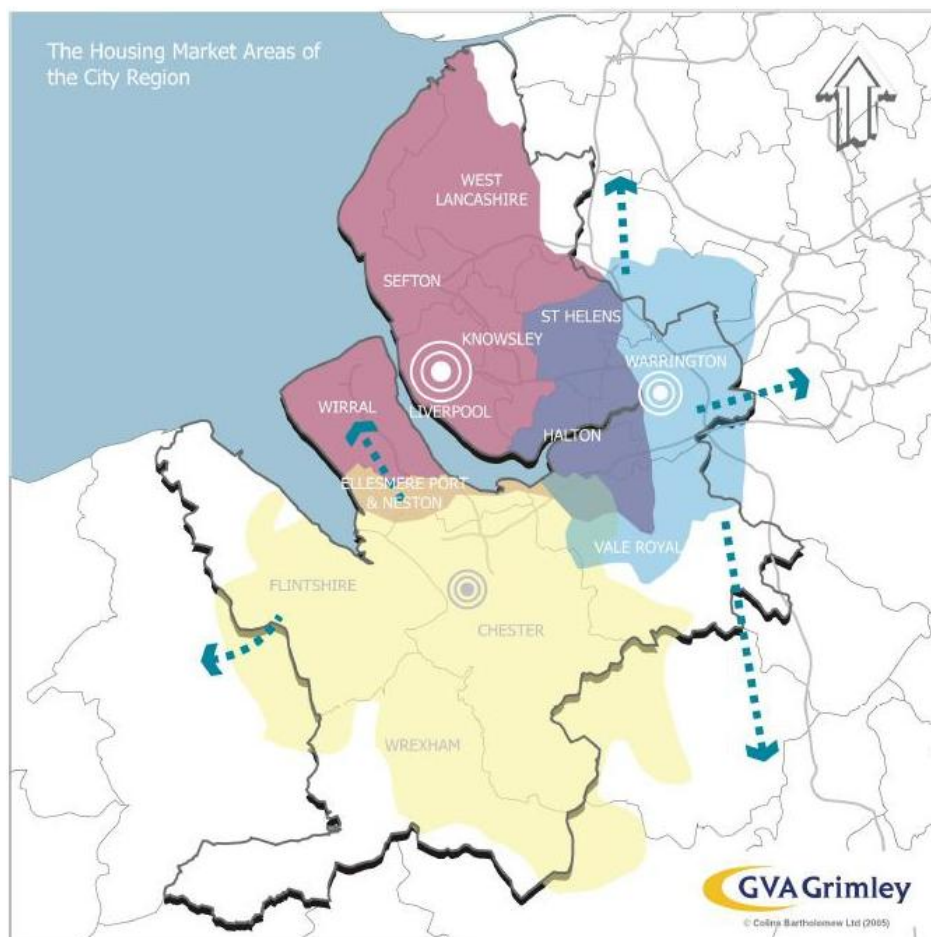 The Housing Market Areas of
the City Region
WEST
LANCASHIRE
SEFTON
ST HELENS
KNOWSLEY
WARRINGTON
WIRRAL
LIVERPOOL
HALTON
ELLESMERE PORT
& NESTON
VALE ROYAL
FLINTSHIRE
CHESTER
WREXHAM
GVA Grimley
© Colins Bartholomew Ltd (2005)